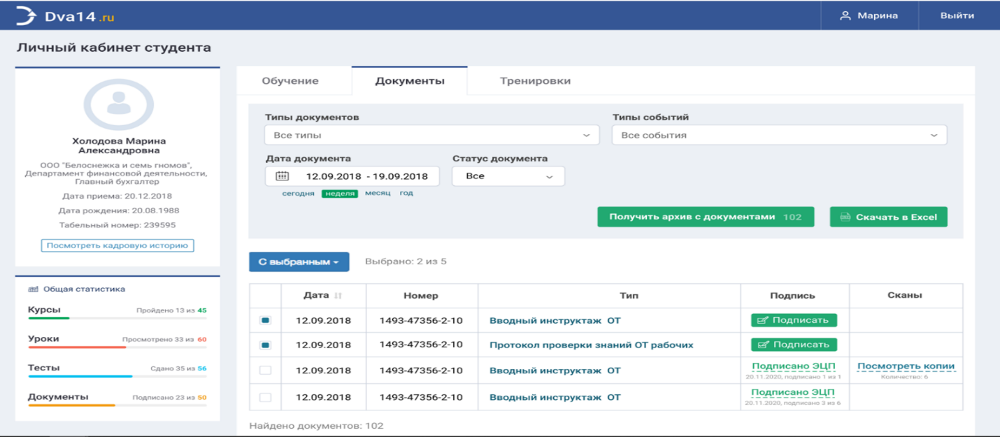 Dva14.ru
Марина
Выйти
Личный кабинет студента
Холодова Марина
Александровна
ООО "Белоснежка и семь гномов",
Департамент финансовой деятельности,
Главный бухгалтер
Дата приема: 20.12.2018
Дата рождения: 20.08.1988
Табельный номер: 239595
Посмотреть кадровую историю
Общая статистика
Курсы Пройдено 13 из 45
Уроки Просмотрено 33 из 60
Тесты Сдано 35 из 56
Документы Подписано 23 из 50
Обучение Документы Тренировки
Типы документов Типы событий
Все типы Все события
Дата документа Статус документа
12.09.2018 - 19.09.2018 Все
сегодня неделя месяц год
Получить архив с документами 102 Скачать в Excel
С выбранным Выбрано: 2 из 5
Дата Номер Тип Подпись Сканы
12.09.2018 1493-47356-2-10 Вводный инструктаж ОТ Подписать
12.09.2018 1493-47356-2-10 Протокол проверки знаний ОТ рабочих Подписать
12.09.2018 1493-47356-2-10 Вводный инструктаж ОТ Подписано ЭЦП Посмотреть копии
20.11.2020, подписано 1 из 1 Количество: 6
12.09.2018 1493-47356-2-10 Вводный инструктаж ОТ Подписано ЭЦП
20.11.2020, подписано 3 из 6
Найдено документов: 102